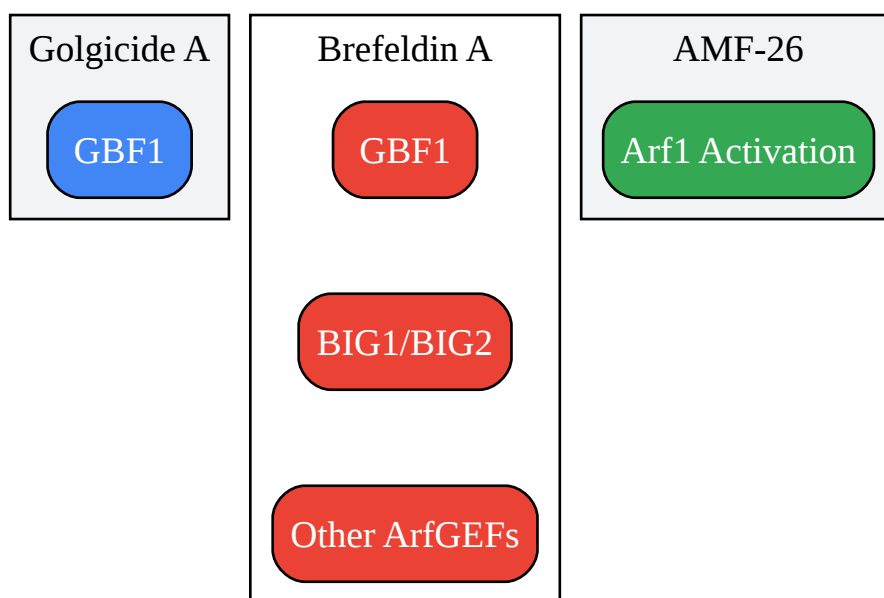 Golgicide A
GBF1
Brefeldin A
GBF1
BIG1/BIG2
Other ArfGEFs
AMF-26
Arf1 Activation